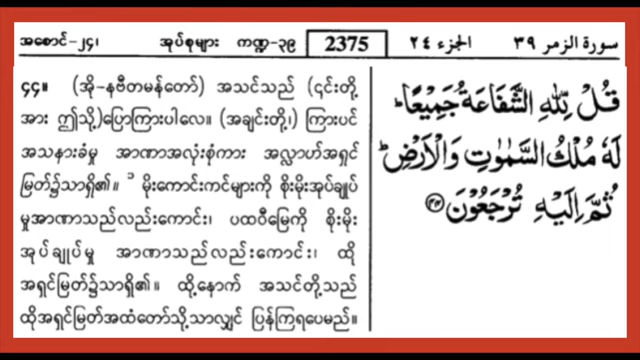 အစောင်-၂၄၊ အုပ်စုများ ကဏ္ဍ-၃၉ 2375 الجزء ٢٤ سورة الزمر ٣٩
၄၄။ (အို-နဗီတမန်တော်) အသင်သည် (၎င်းတို့
အား ဤသို့)ပြောကြားပါလေ။ (အချင်းတို့၊) ကြားပင်
အသနားခံမှု အာဏာအလုံးစုံကား အလ္လာဟ်အရှင်
မြတ်၌သာရှိ၏။ ၁ မိုးကောင်းကင်များကို စိုးမိုးအုပ်ချုပ်
မှုအာဏာသည်လည်းကောင်း၊ ပထဝီမြေကို စိုးမိုး
အုပ်ချုပ်မှု အာဏာသည်လည်းကောင်း၊ ထို
အရှင်မြတ်၌သာရှိ၏။ ထို့နောက် အသင်တို့သည်
ထိုအရှင်မြတ်အထံတော်သို့သာလျှင် ပြန်ကြရပေမည်။
قُلْ لِلّٰهِ الشَّفَاعَةُ جَمِيْعًا ؕ
لَهٗ مُلْكُ السَّمٰوٰتِ وَالْاَرْضِ ؕ
ثُمَّ اِلَيْهِ تُرْجَعُوْنَ ۝٤٤